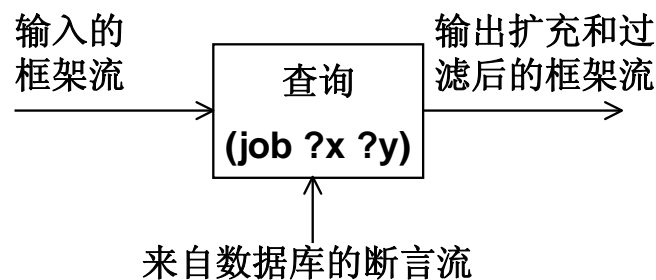 输入的
框架流
查询
(job ?x ?y)
输出扩充和过
滤后的框架流
来自数据库的断言流